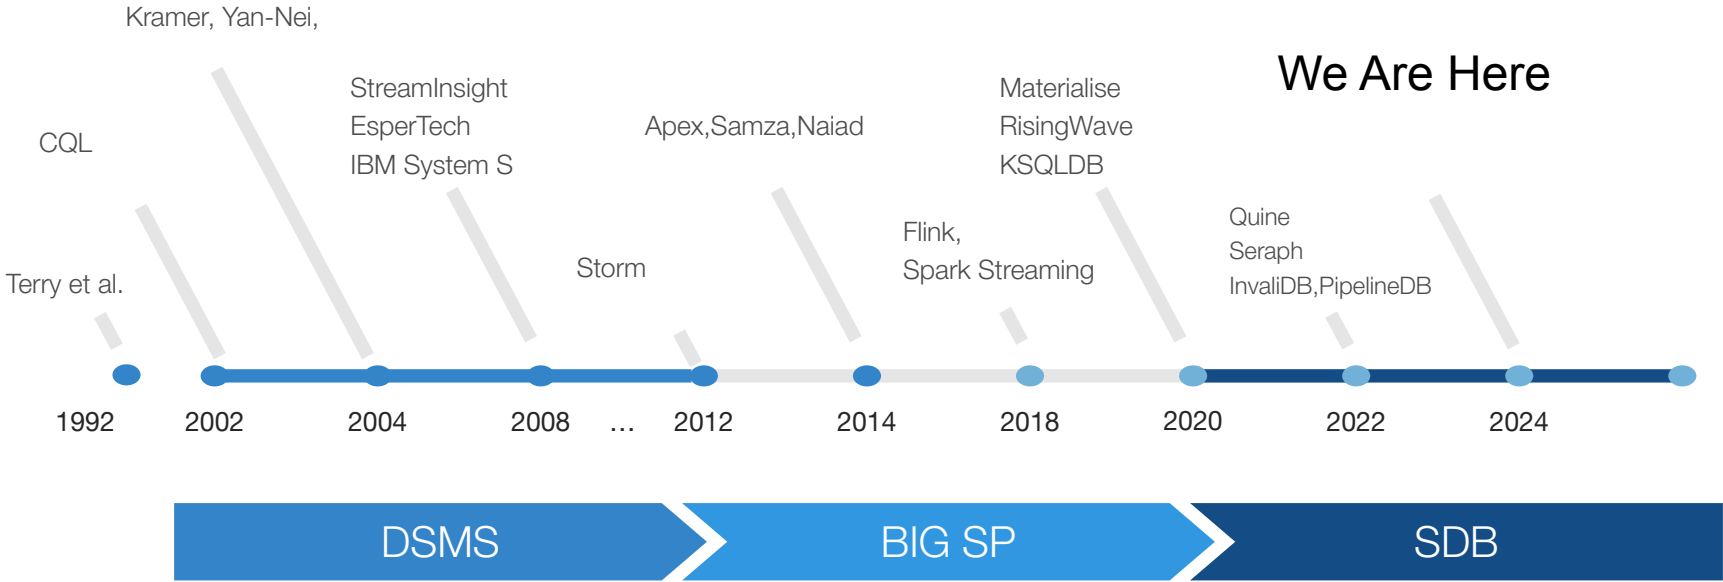 Kramer, Yan-Nei,
We Are Here
StreamInsight
EsperTech
IBM System S
Materialise
RisingWave
KSQLDB
CQL
Apex,Samza,Naiad
Terry et al.
Storm
Flink,
Spark Streaming
Quine
Seraph
InvaliDB,PipelineDB
1992 2002 2004 2008 ... 2012 2014 2018 2020 2022 2024
DSMS BIG SP SDB